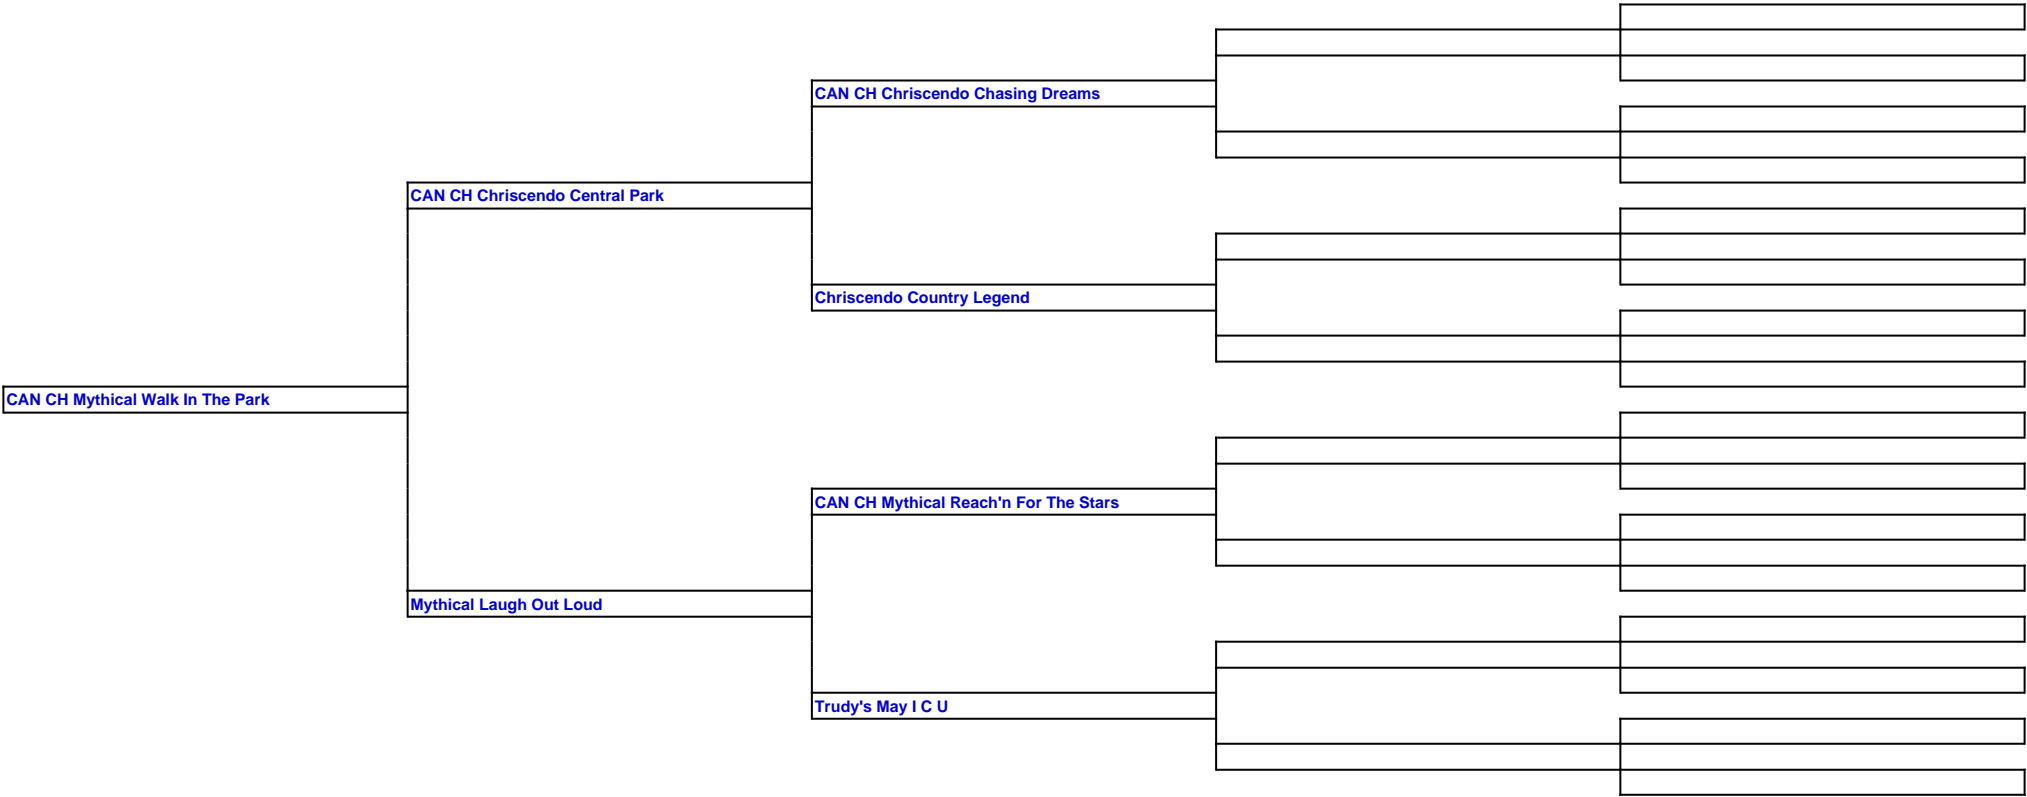 CAN CH Chriscendo Chasing Dreams
CAN CH Chriscendo Central Park
Chriscendo Country Legend
CAN CH Mythical Walk In The Park
CAN CH Mythical Reach'n For The Stars
Mythical Laugh Out Loud
Trudy's May I C U